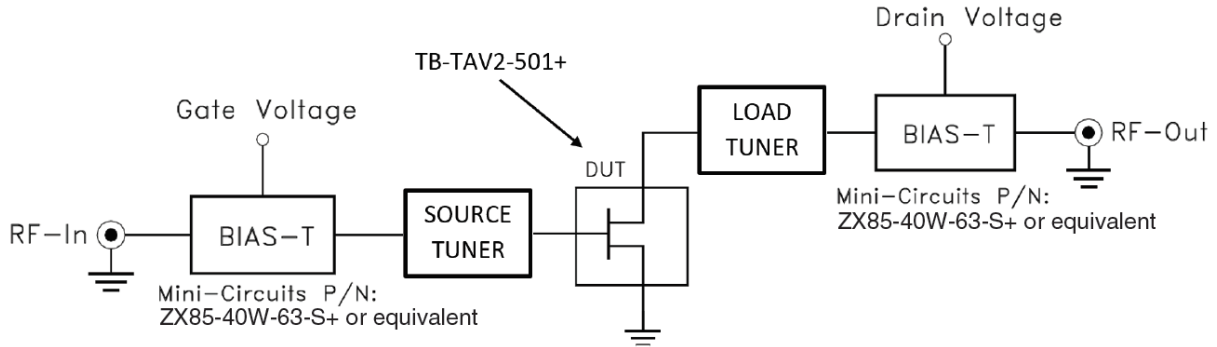 Drain Voltage
TB-TAV2-501+
Gate Voltage
LOAD
TUNER
BIAS-T
RF-Out
DUT
Mini-Circuits P/N:
ZX85-40W-63-S+ or equivalent
SOURCE
TUNER
RF-In
BIAS-T
Mini-Circuits P/N:
ZX85-40W-63-S+ or equivalent